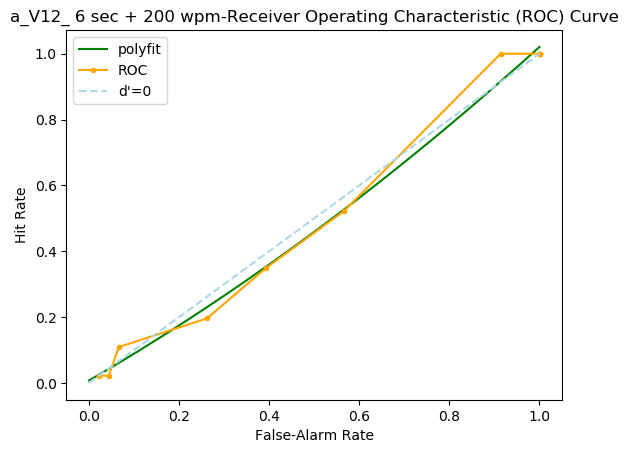 a_V12_ 6 sec + 200 wpm-Receiver Operating Characteristic (ROC) Curve
polyfit
ROC
d'=0
1.0
0.8
0.6
0.4
0.2
0.0
Hit Rate
0.0 0.2 0.4 0.6 0.8 1.0
False-Alarm Rate